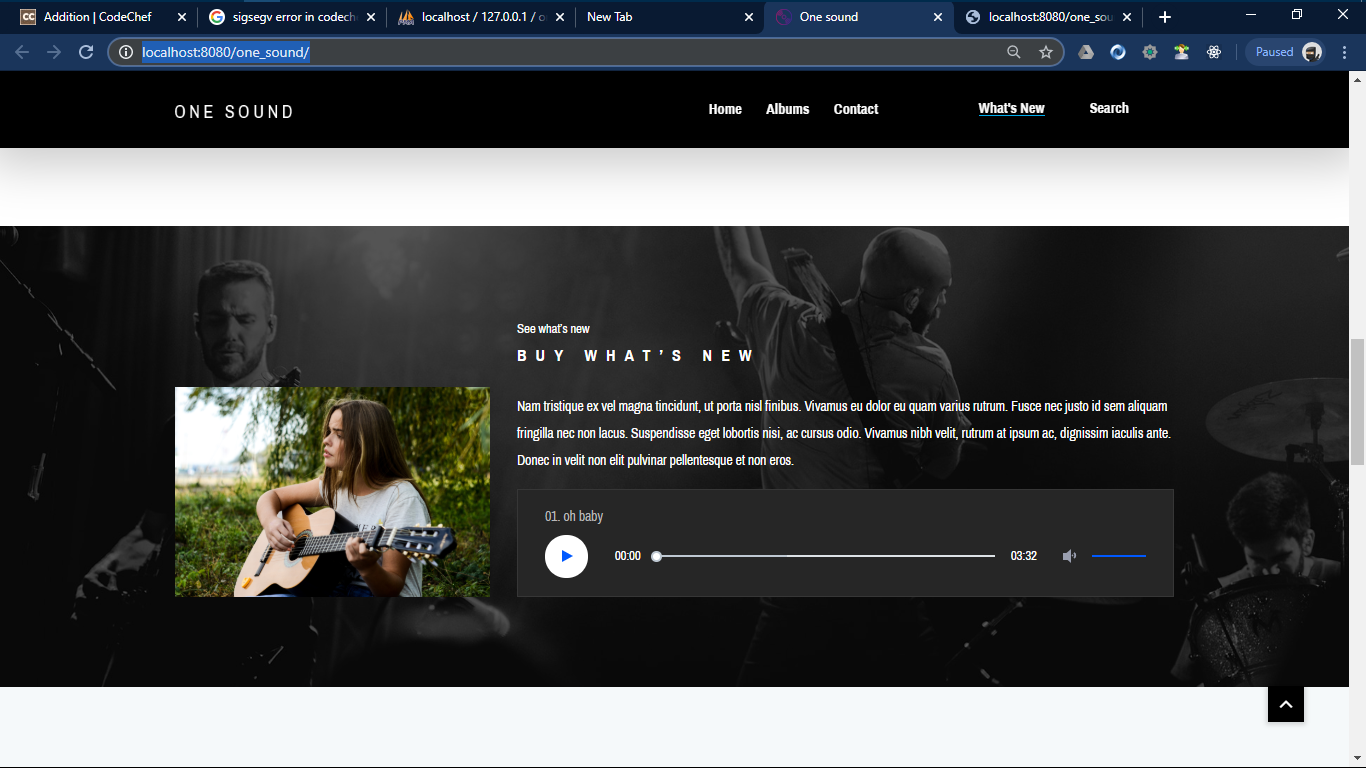 Addition | CodeChef
sigsegv error in codech
localhost / 127.0.0.1 / o
New Tab
One sound
localhost:8080/one_sou
localhost:8080/one_sound/
Paused
ONE SOUND
Home Albums Contact What's New Search
See what's new
BUY WHAT'S NEW
Nam tristique ex vel magna tincidunt, ut porta nisl finibus. Vivamus eu dolor eu quam varius rutrum. Fusce nec justo id sem aliquam
fringilla nec non lacus. Suspendisse eget lobortis nisi, ac cursus odio. Vivamus nibh velit, rutrum at ipsum ac, dignissim iaculis ante.
Donec in velit non elit pulvinar pellentesque et non eros.
01. oh baby
00:00 03:32